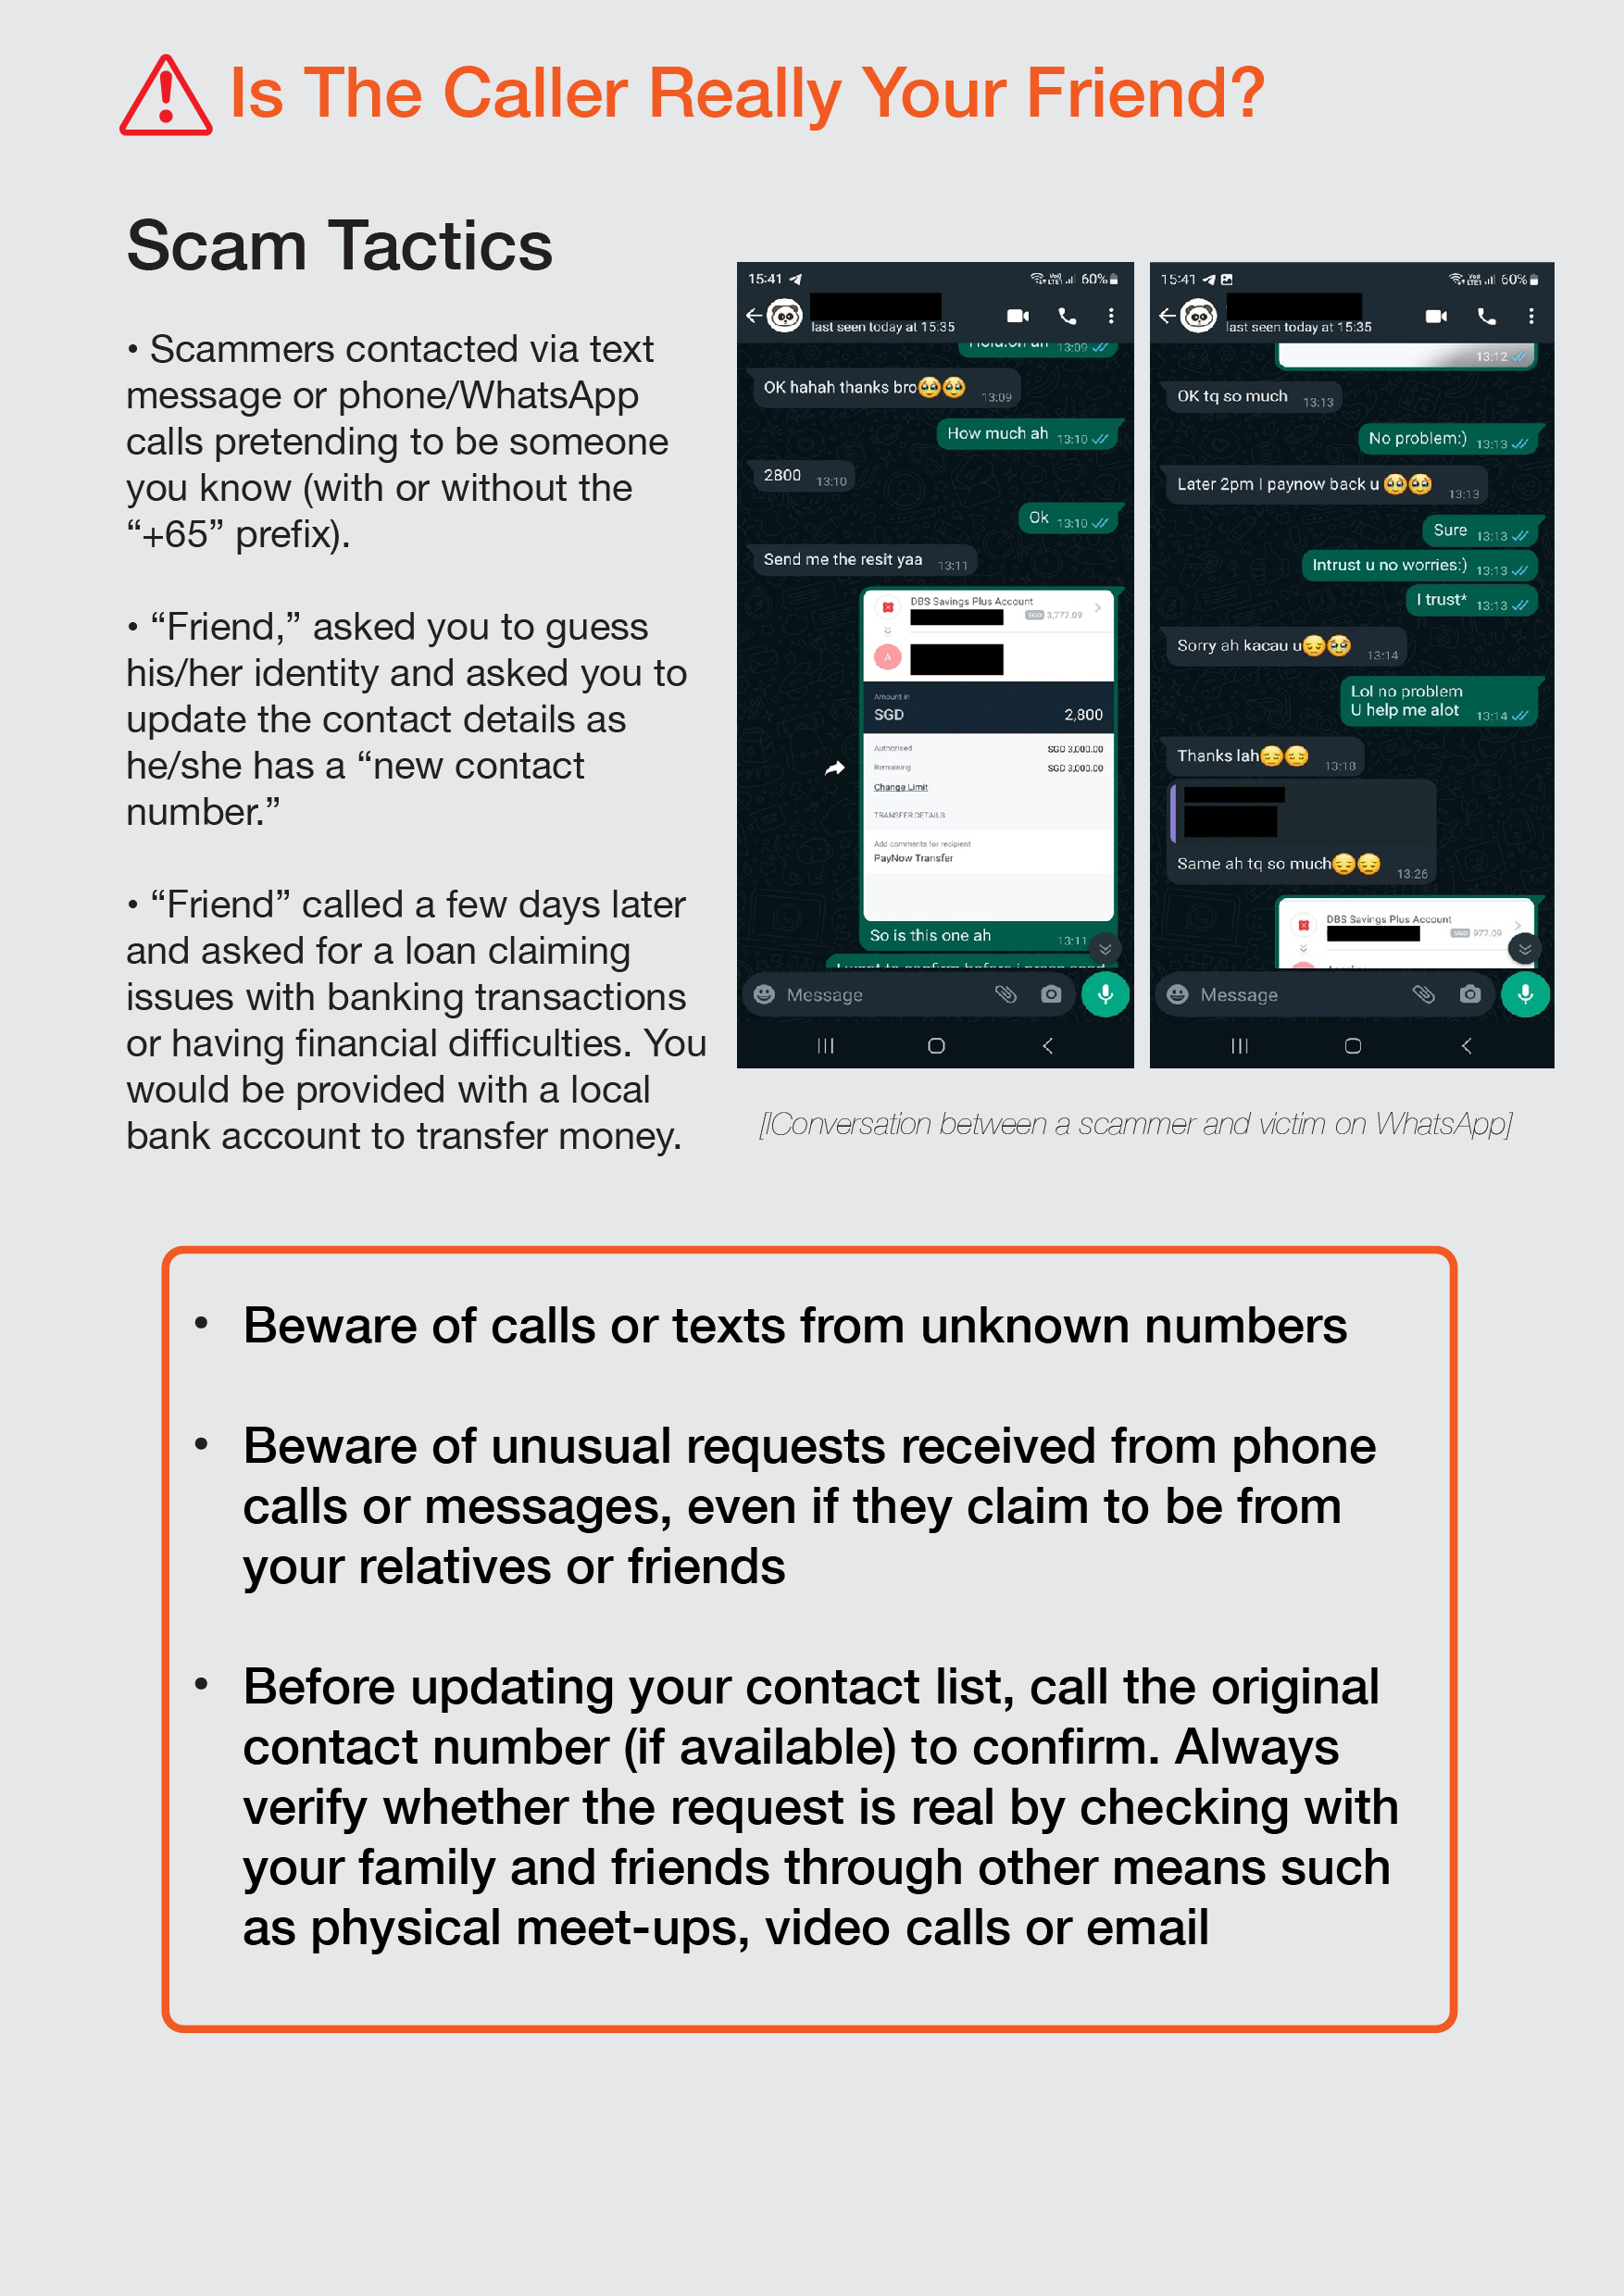 Is The Caller Really Your Friend?
Scam Tactics
• Scammers contacted via text
message or phone/WhatsApp
calls pretending to be someone
you know (with or without the
“+65” prefix).
• “Friend,” asked you to guess
his/her identity and asked you to
update the contact details as
he/she has a “new contact
number.”
• “Friend” called a few days later
and asked for a loan claiming
issues with banking transactions
or having financial difficulties. You
would be provided with a local
bank account to transfer money.
15:41 60%
last seen today at 15:35
13:09
OK hahah thanks bro 13:09
How much ah 13:10
2800 13:10
Ok 13:10
Send me the resit yaa 13:11
DBS Savings Plus Account
SGD 3,777.09
A
Amount in
SGD 2,800
Authorised SGD 3,000.00
Remaining SGD 3,000.00
Change Limit
TRANSFER DETAILS
Add comments for recipient
PayNow Transfer
So is this one ah 13:11
Message
15:41 60%
last seen today at 15:35
13:12
OK tq so much 13:13
No problem:) 13:13
Later 2pm I paynow back u 13:13
Sure 13:13
Intrust u no worries:) 13:13
I trust* 13:13
Sorry ah kacau u 13:14
Lol no problem
U help me alot 13:14
Thanks lah 13:18
Same ah tq so much 13:26
DBS Savings Plus Account
SGD 977.09
Message
[lConversation between a scammer and victim on WhatsApp]
• Beware of calls or texts from unknown numbers
• Beware of unusual requests received from phone
calls or messages, even if they claim to be from
your relatives or friends
• Before updating your contact list, call the original
contact number (if available) to confirm. Always
verify whether the request is real by checking with
your family and friends through other means such
as physical meet-ups, video calls or email